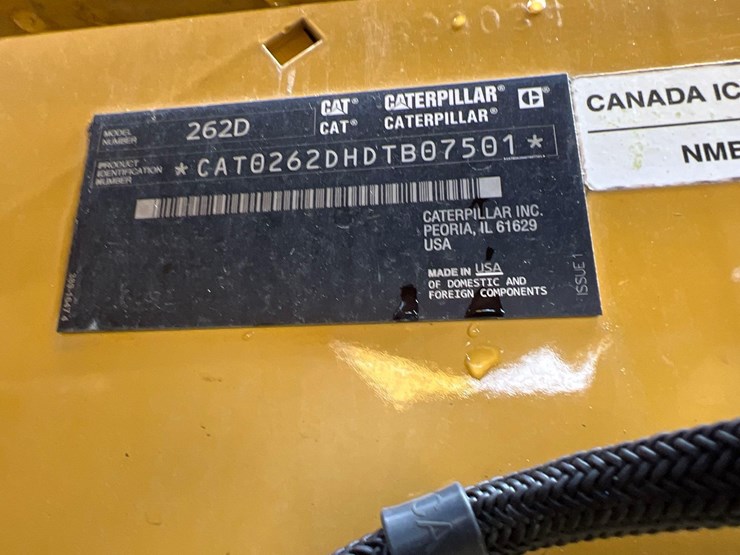 CAT® CATERPILLAR® C
CAT® CATERPILLAR®
MODEL NUMBER 262D
PRODUCT IDENTIFICATION NUMBER *CAT0262DHDTB07501*
CATERPILLAR INC.
PEORIA, IL 61629
USA
MADE IN USA
OF DOMESTIC AND
FOREIGN COMPONENTS
ISSUE 1
CANADA IC
NMB